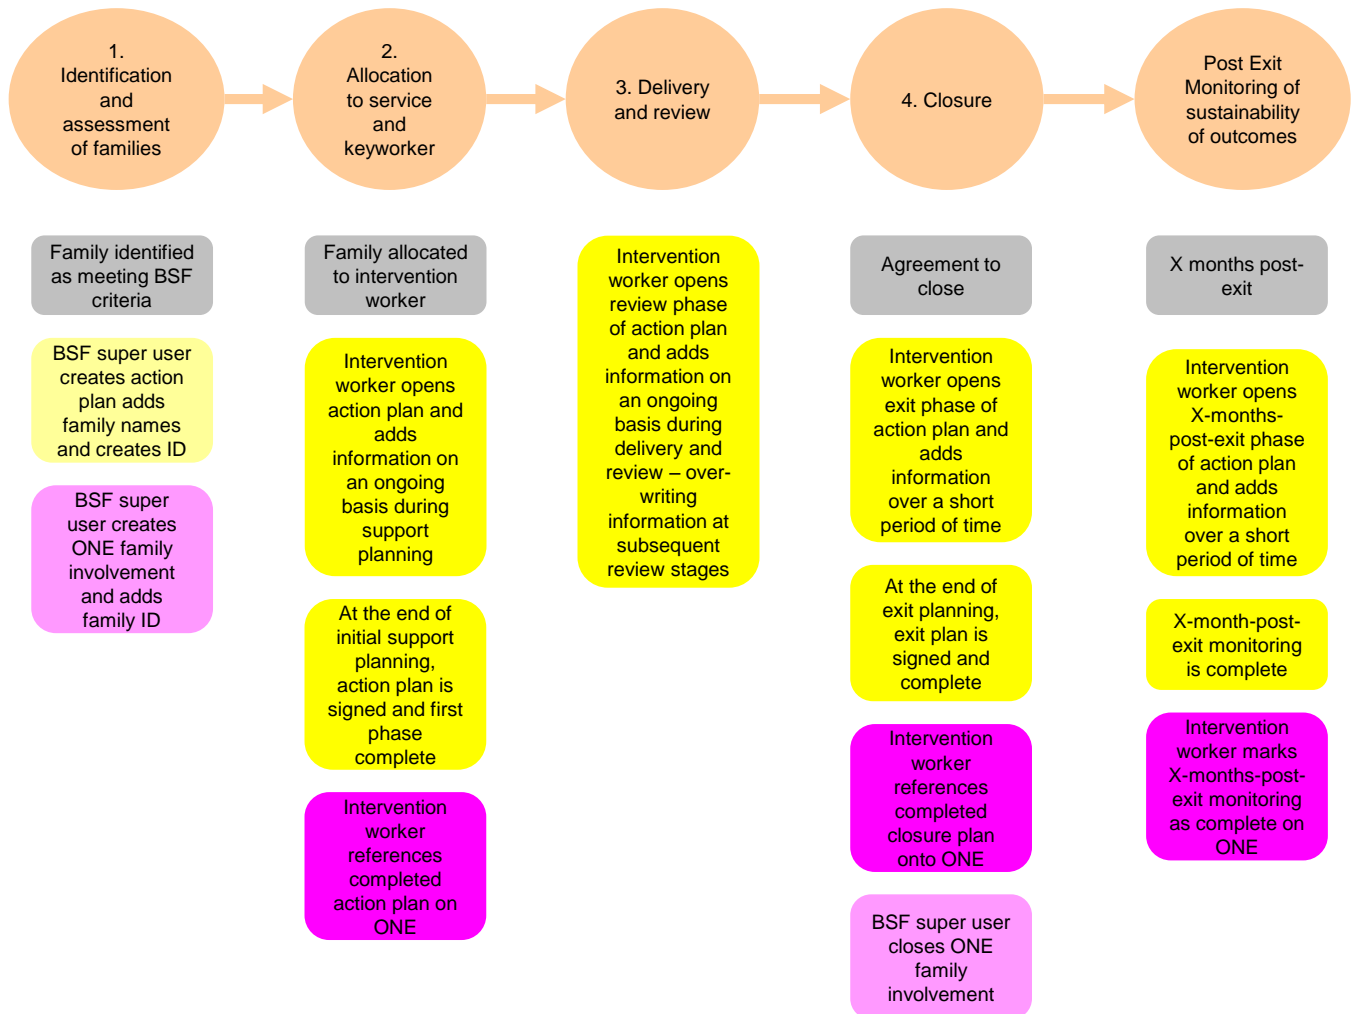 1.
Identification
and
assessment
of families
2.
Allocation
to service
and
keyworker
3. Delivery
and review
4. Closure
Post Exit
Monitoring of
sustainability
of outcomes
Family identified
as meeting BSF
criteria
BSF super user
creates action
plan adds
family names
and creates ID
BSF super
user creates
ONE family
involvement
and adds
family ID
Family allocated
to intervention
worker
Intervention
worker opens
action plan and
adds
information on
an ongoing
basis during
support
planning
At the end of
initial support
planning,
action plan is
signed and first
phase
complete
Intervention
worker
references
completed
action plan on
ONE
Intervention
worker opens
review phase
of action plan
and adds
information on
an ongoing
basis during
delivery and
review – over-
writing
information at
subsequent
review stages
Agreement to
close
Intervention
worker opens
exit phase of
action plan and
adds
information
over a short
period of time
At the end of
exit planning,
exit plan is
signed and
complete
Intervention
worker
references
completed
closure plan
onto ONE
BSF super user
closes ONE
family
involvement
X months post-
exit
Intervention
worker opens
X-months-
post-exit phase
of action plan
and adds
information
over a short
period of time
X-month-post-
exit monitoring
is complete
Intervention
worker marks
X-months-post-
exit monitoring
as complete on
ONE